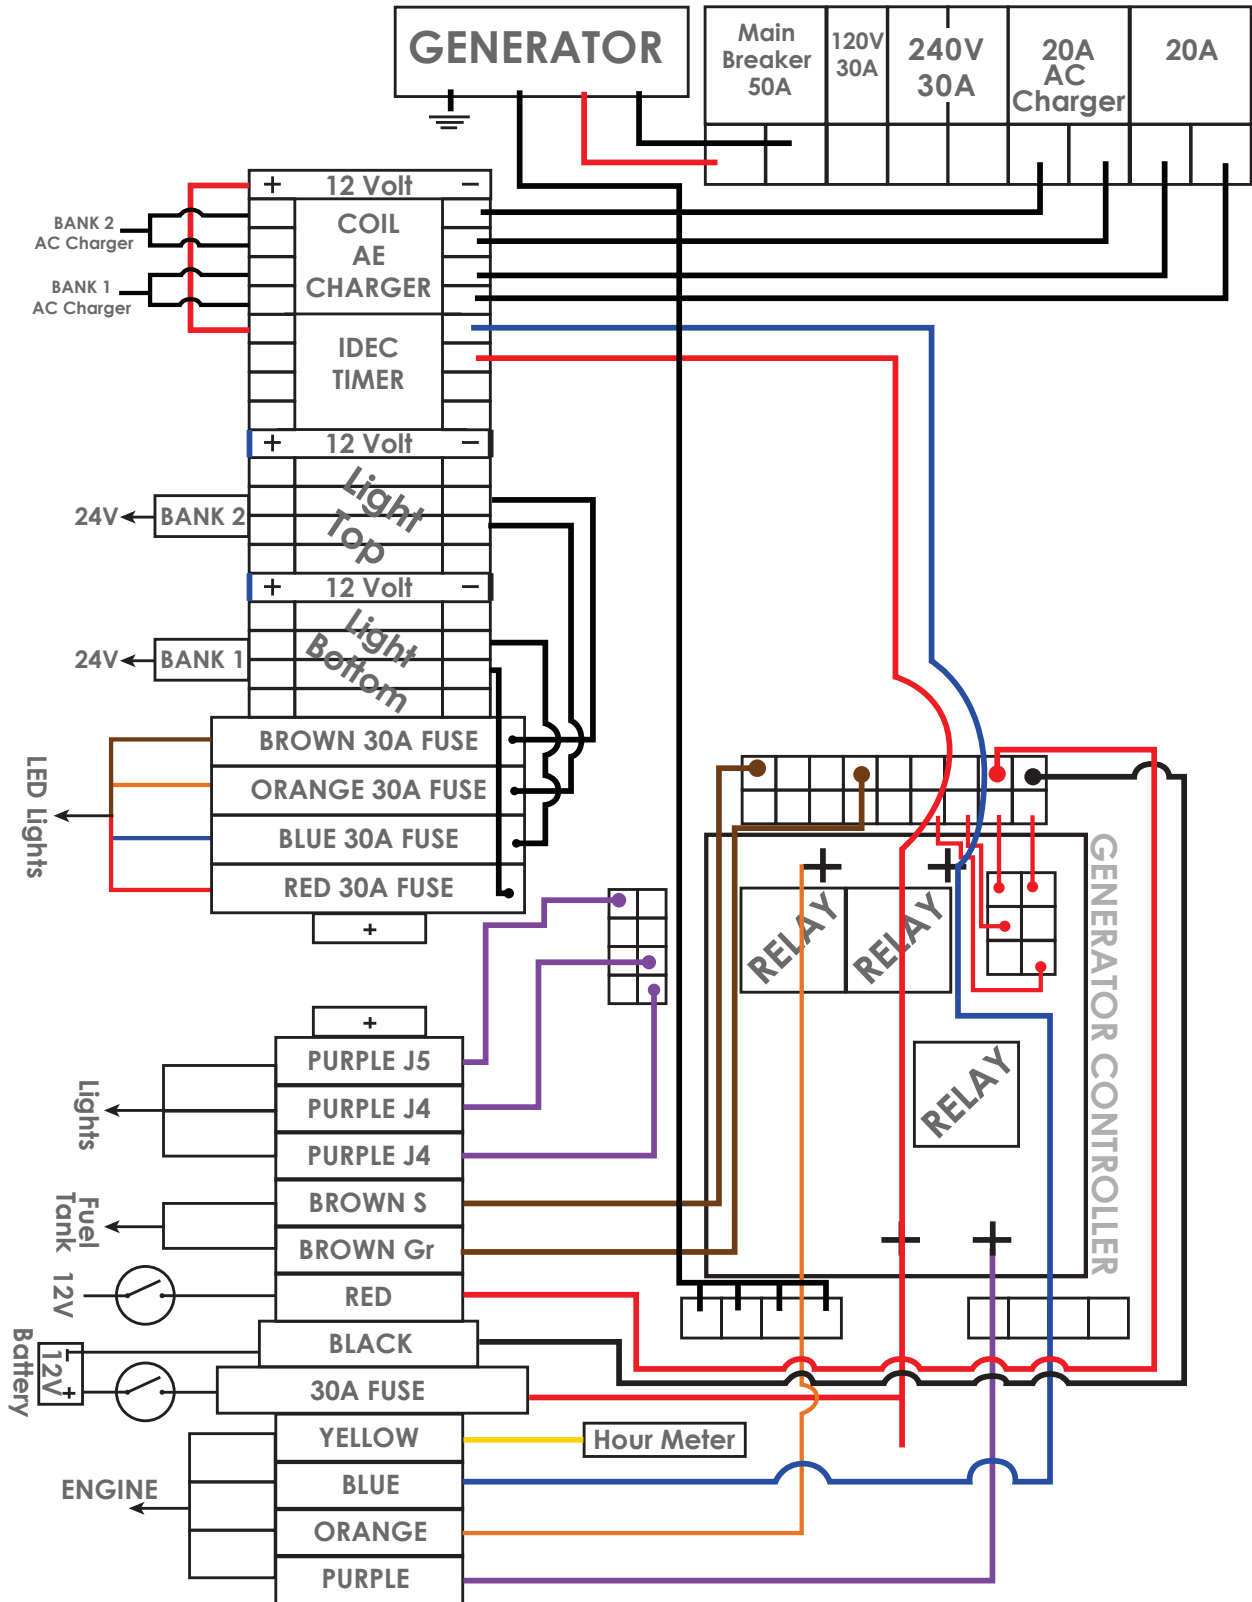 GENERATOR
Main
Breaker
50A
120V
30A
240V
30A
20A
AC
Charger
20A
+ 12 Volt −
BANK 2
AC Charger
BANK 1
AC Charger
COIL
AE
CHARGER
IDEC
TIMER
+ 12 Volt −
24V
BANK 2
Light
Top
+ 12 Volt −
24V
BANK 1
Light
Bottom
LED Lights
BROWN 30A FUSE
ORANGE 30A FUSE
BLUE 30A FUSE
RED 30A FUSE
+
+
RELAY
RELAY
RELAY
GENERATOR CONTROLLER
Lights
PURPLE J5
PURPLE J4
PURPLE J4
Fuel
Tank
BROWN S
BROWN Gr
12V
RED
Battery
− 12V +
BLACK
30A FUSE
YELLOW
Hour Meter
ENGINE
BLUE
ORANGE
PURPLE